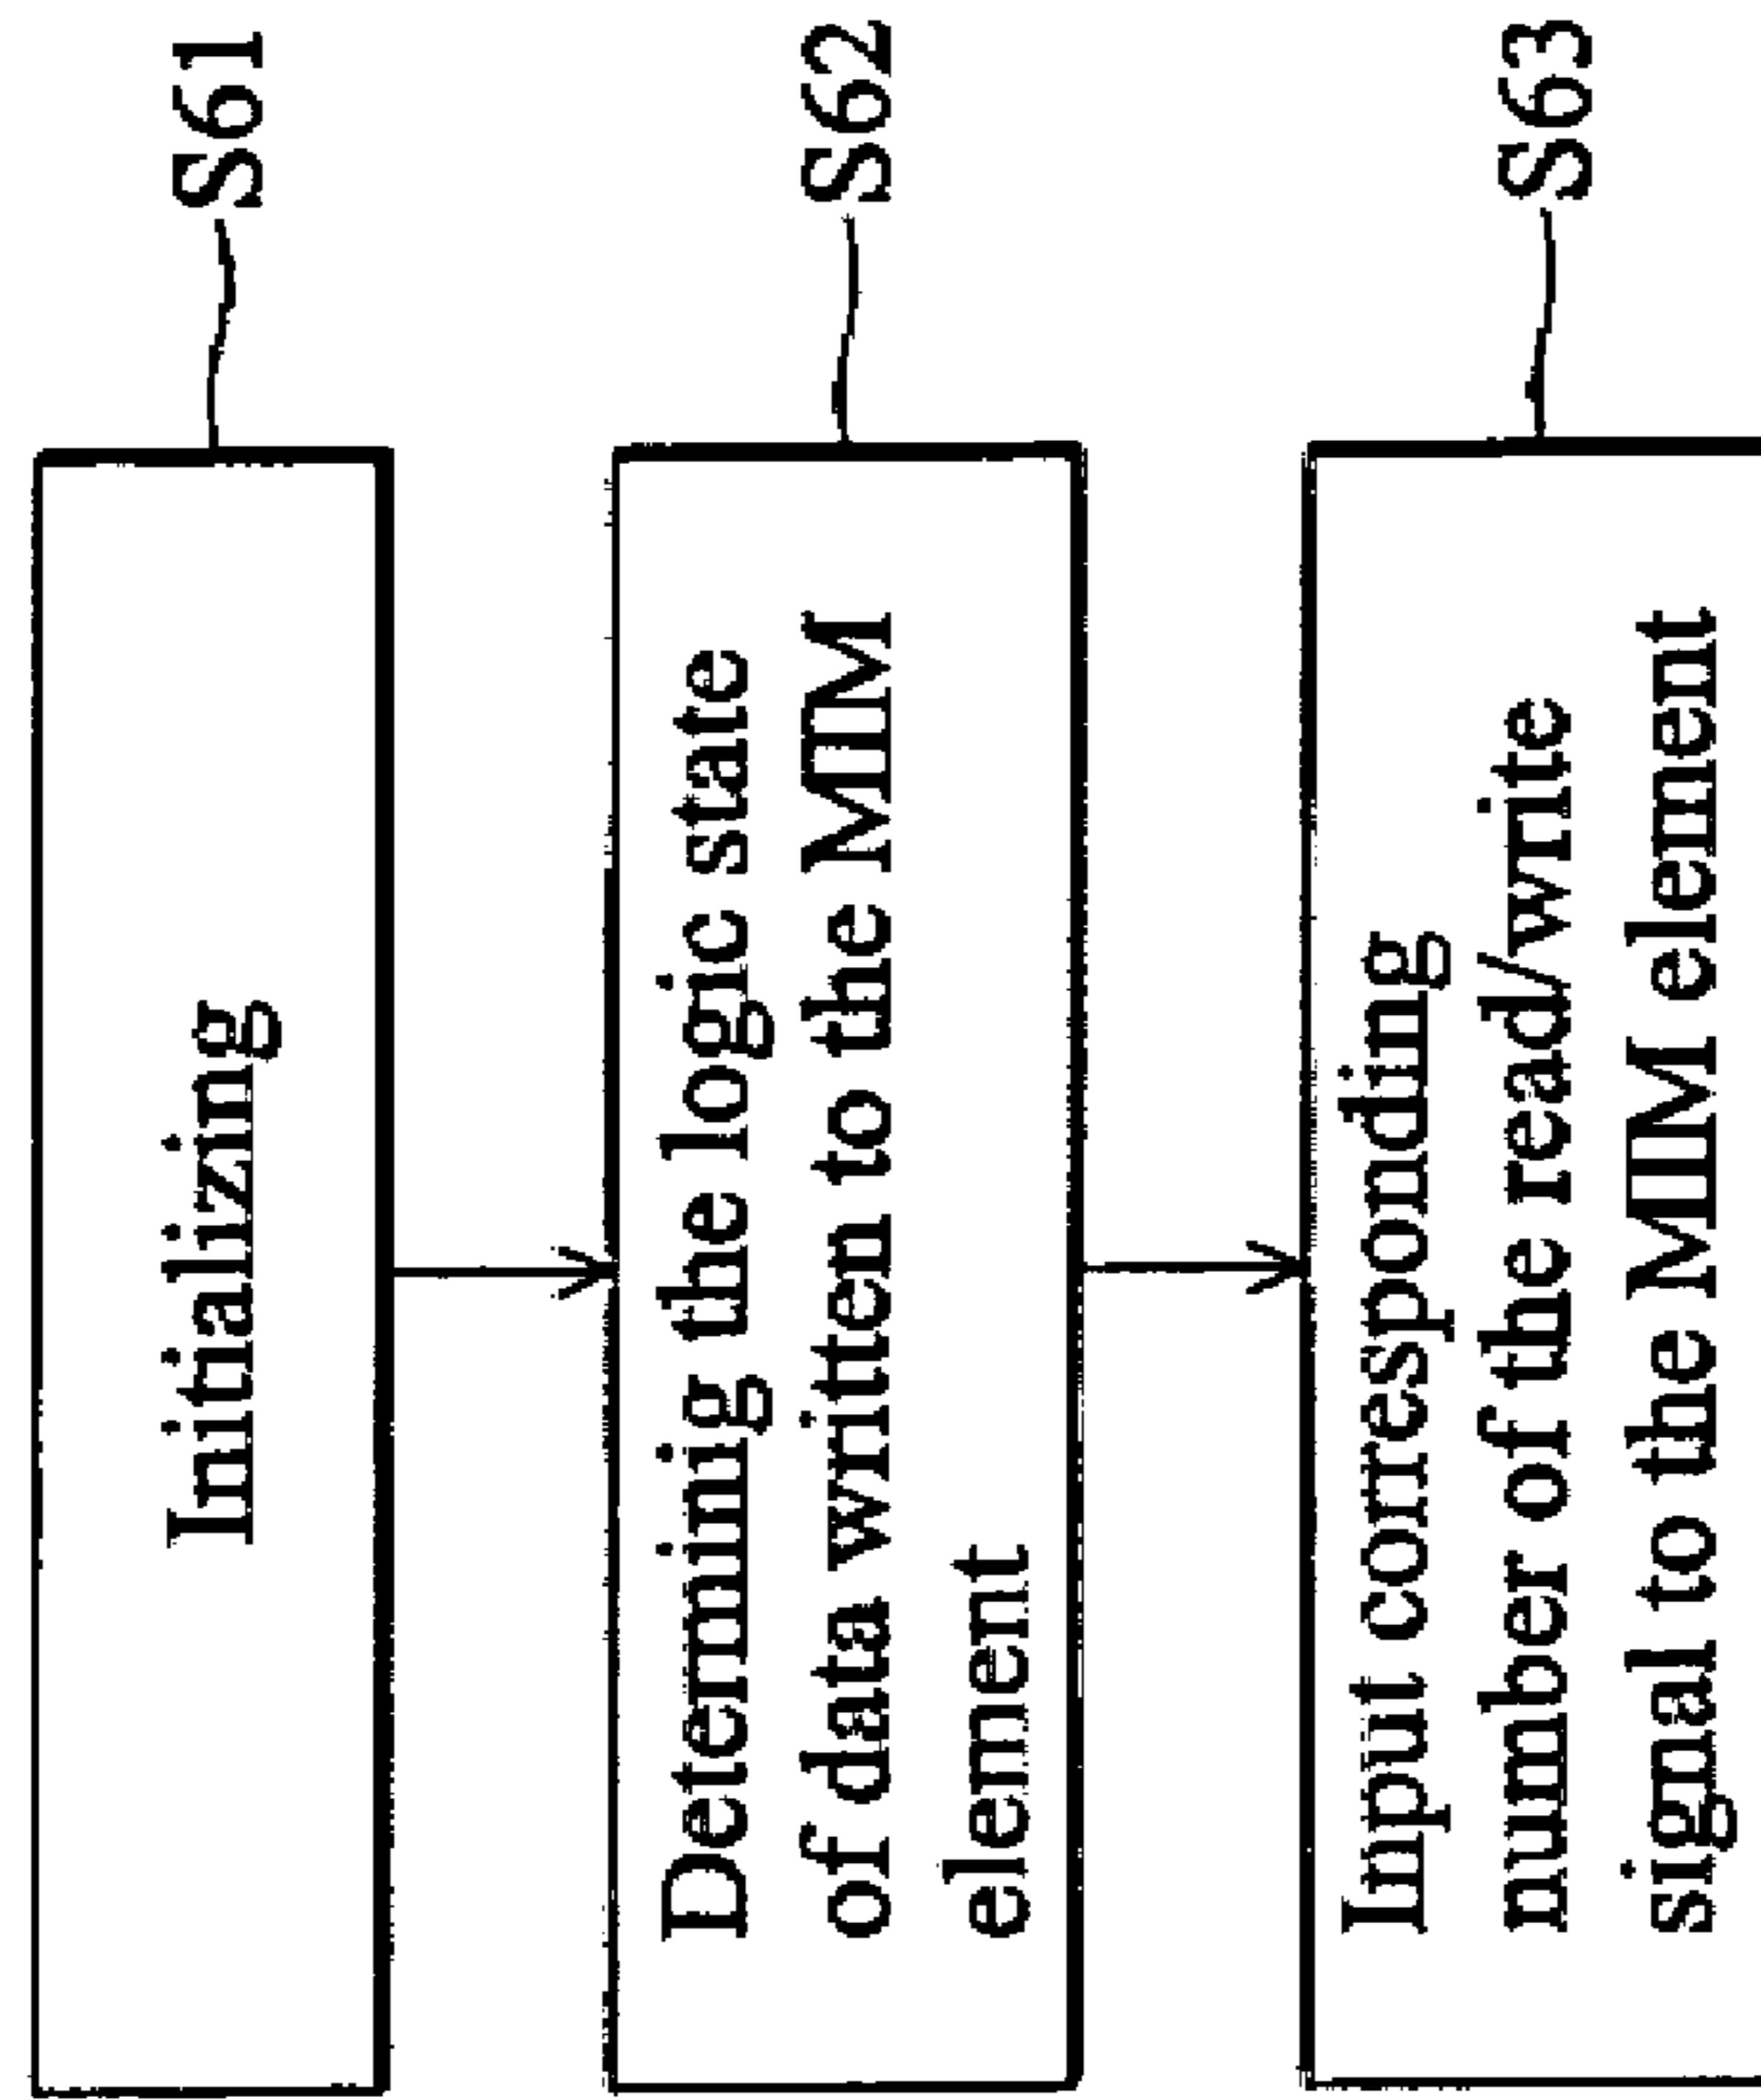 Initializing
S61
Determining the logic state
of data written to the MIM
element
S62
Input corresponding
number of the read/write
signal to the MIM element
S63